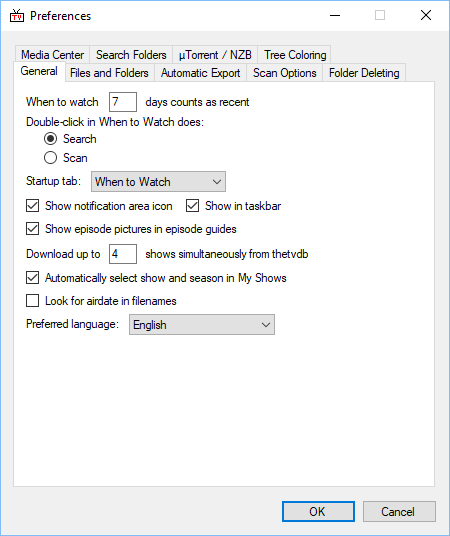 TV Preferences
Media Center Search Folders µTorrent / NZB Tree Coloring
General Files and Folders Automatic Export Scan Options Folder Deleting
When to watch 7 days counts as recent
Double-click in When to Watch does:
Search
Scan
Startup tab: When to Watch
Show notification area icon Show in taskbar
Show episode pictures in episode guides
Download up to 4 shows simultaneously from thetvdb
Automatically select show and season in My Shows
Look for airdate in filenames
Preferred language: English
OK Cancel